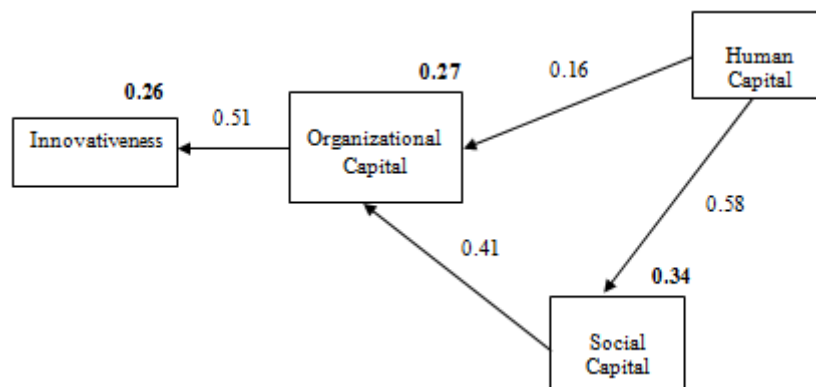 Human
Capital
0.27
0.16
0.26
0.51
Innovativeness
Organizational
Capital
0.58
0.41
0.34
Social
Capital